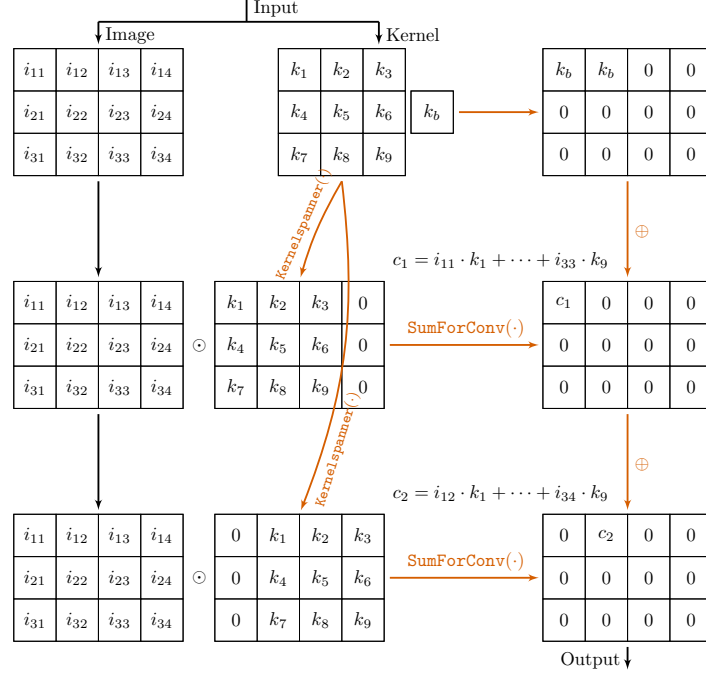 Input
Image Kernel
i₁₁ i₁₂ i₁₃ i₁₄ k₁ k₂ k₃ k_b k_b 0 0
i₂₁ i₂₂ i₂₃ i₂₄ k₄ k₅ k₆ k_b 0 0 0 0
i₃₁ i₃₂ i₃₃ i₃₄ k₇ k₈ k₉ 0 0 0 0
Kernelspanner(·)
⊕
c₁ = i₁₁ · k₁ + ··· + i₃₃ · k₉
i₁₁ i₁₂ i₁₃ i₁₄ k₁ k₂ k₃ 0 c₁ 0 0 0
i₂₁ i₂₂ i₂₃ i₂₄ ⊙ k₄ k₅ k₆ 0 SumForConv(·) 0 0 0 0
i₃₁ i₃₂ i₃₃ i₃₄ k₇ k₈ k₉ 0 0 0 0 0
Kernelspanner(·)
⊕
c₂ = i₁₂ · k₁ + ··· + i₃₄ · k₉
i₁₁ i₁₂ i₁₃ i₁₄ 0 k₁ k₂ k₃ 0 c₂ 0 0
i₂₁ i₂₂ i₂₃ i₂₄ ⊙ 0 k₄ k₅ k₆ SumForConv(·) 0 0 0 0
i₃₁ i₃₂ i₃₃ i₃₄ 0 k₇ k₈ k₉ 0 0 0 0
Output